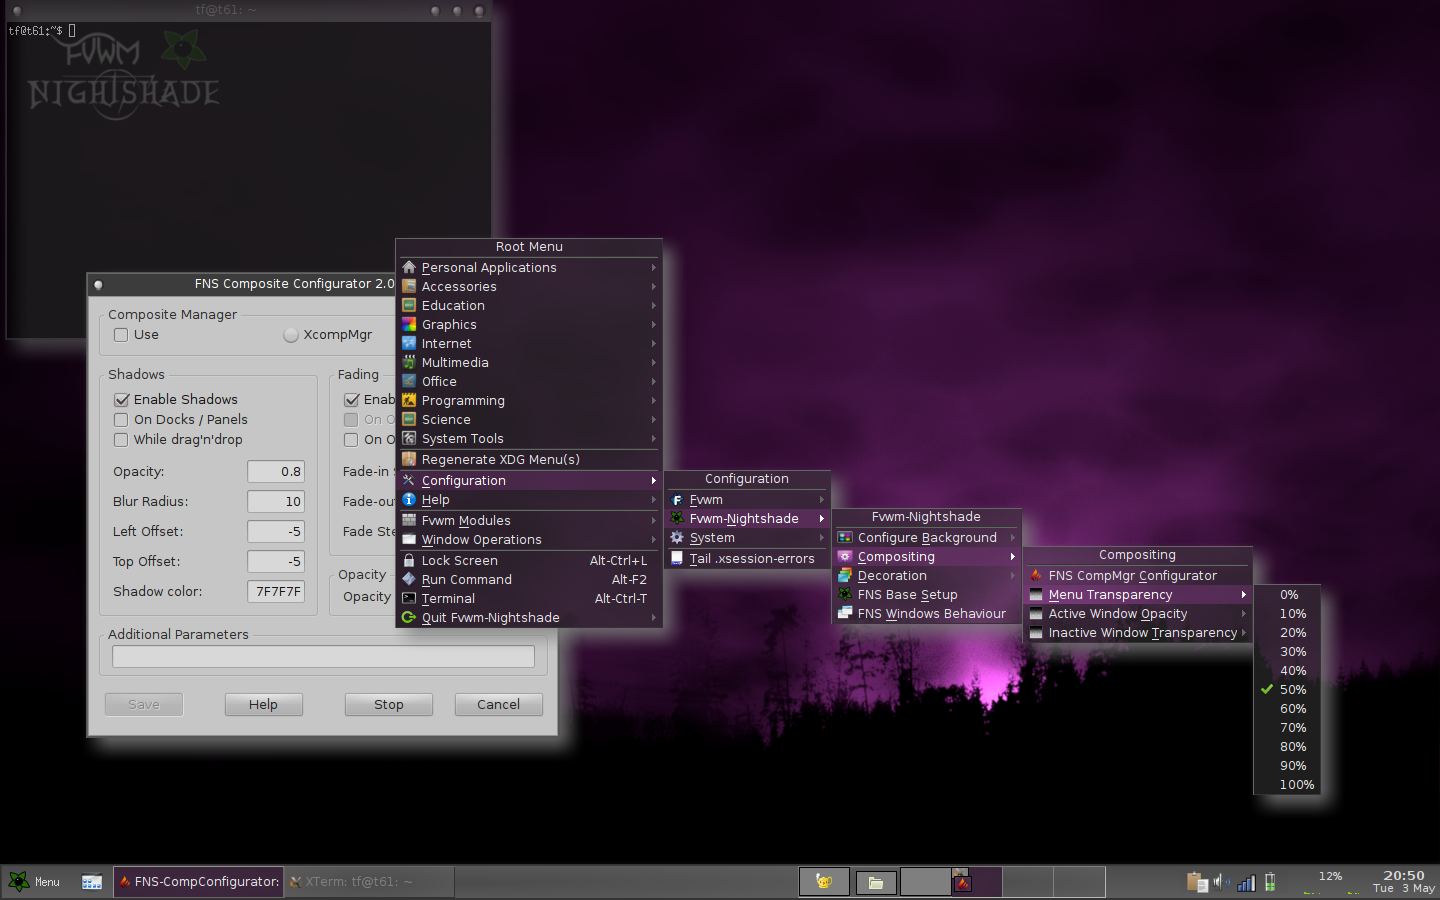 tf@t61: ~
tf@t61:~$
FVWM
NIGHTSHADE
FNS Composite Configurator 2.0
Composite Manager
Use
XcompMgr
Shadows
Enable Shadows
On Docks / Panels
While drag'n'drop
Opacity: 0.8
Blur Radius: 10
Left Offset: -5
Top Offset: -5
Shadow color: 7F7F7F
Fading
Enab
On O
On O
Fade-in
Fade-ou
Fade Ste
Opacity
Opacity
Additional Parameters
Save Help Stop Cancel
Root Menu
Personal Applications
Accessories
Education
Graphics
Internet
Multimedia
Office
Programming
Science
System Tools
Regenerate XDG Menu(s)
Configuration
Help
Fvwm Modules
Window Operations
Lock Screen Alt-Ctrl+L
Run Command Alt-F2
Terminal Alt-Ctrl-T
Quit Fvwm-Nightshade
Configuration
Fvwm
Fvwm-Nightshade
System
Tail .xsession-errors
Fvwm-Nightshade
Configure Background
Compositing
Decoration
FNS Base Setup
FNS Windows Behaviour
Compositing
FNS CompMgr Configurator
Menu Transparency
Active Window Opacity
Inactive Window Transparency
0%
10%
20%
30%
40%
50%
60%
70%
80%
90%
100%
Menu
FNS-CompConfigurator:
XTerm: tf@t61: ~
12%
20:50
Tue 3 May